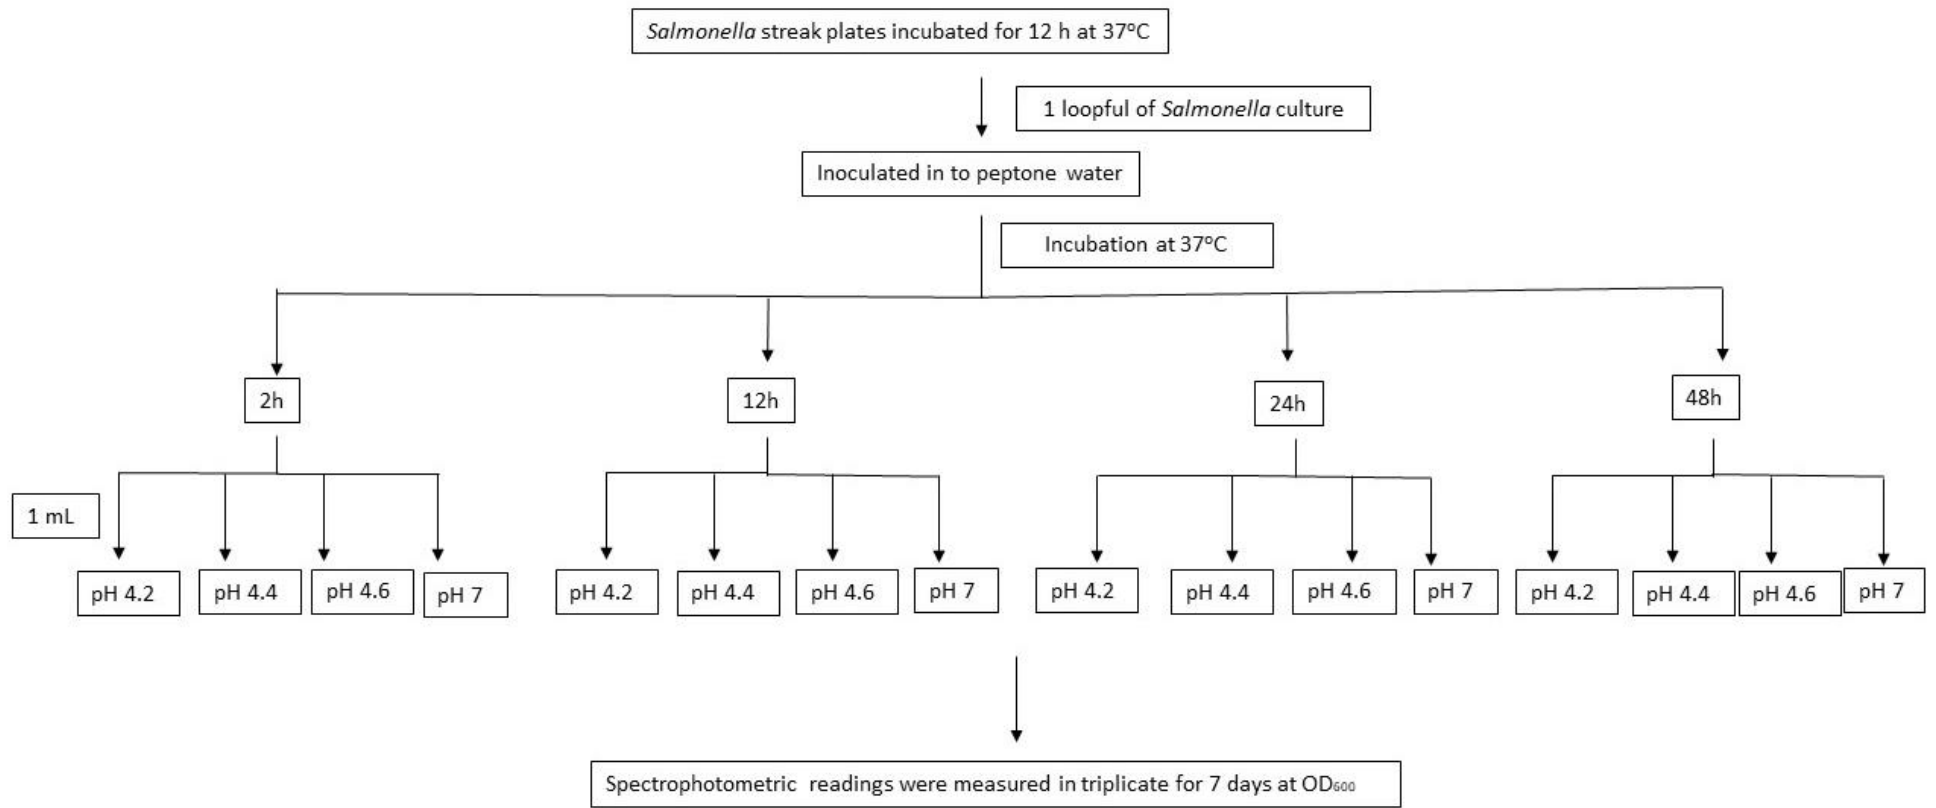 Salmonella streak plates incubated for 12 h at 37°C
1 loopful of Salmonella culture
Inoculated in to peptone water
Incubation at 37°C
2h
12h
24h
48h
1 mL
pH 4.2
pH 4.4
pH 4.6
pH 7
pH 4.2
pH 4.4
pH 4.6
pH 7
pH 4.2
pH 4.4
pH 4.6
pH 7
pH 4.2
pH 4.4
pH 4.6
pH 7
Spectrophotometric readings were measured in triplicate for 7 days at OD₆₀₀